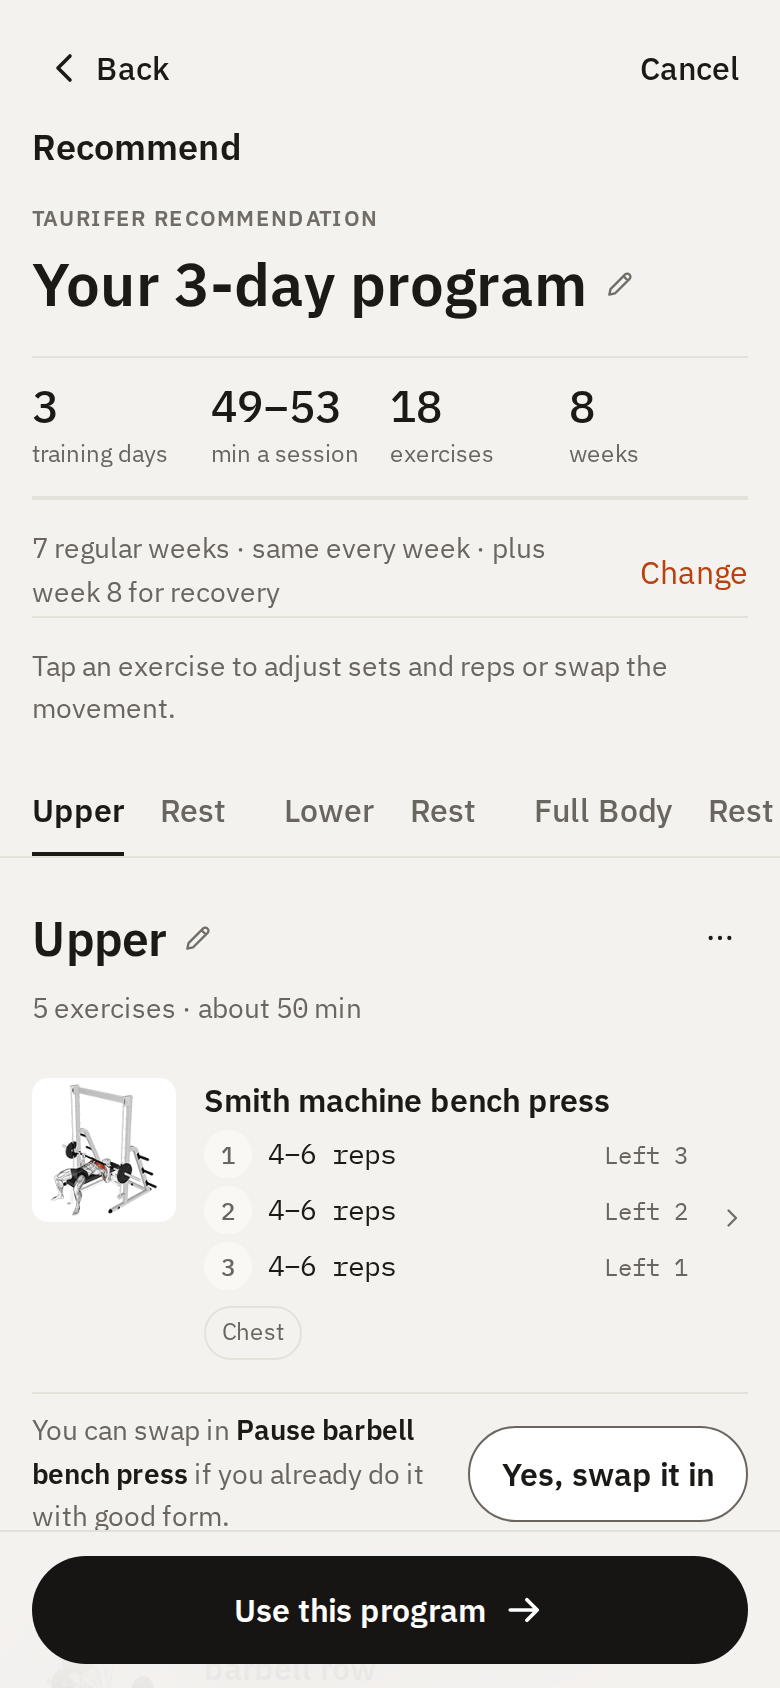 Back
Cancel
Recommend
TAURIFER RECOMMENDATION
Your 3-day program
3
training days
49–53
min a session
18
exercises
8
weeks
7 regular weeks · same every week · plus
week 8 for recovery
Change
Tap an exercise to adjust sets and reps or swap the
movement.
Upper Rest Lower Rest Full Body Rest
Upper
...
5 exercises · about 50 min
Smith machine bench press
1 4–6 reps Left 3
2 4–6 reps Left 2
3 4–6 reps Left 1
Chest
You can swap in Pause barbell
bench press if you already do it
with good form.
Yes, swap it in
Use this program →
barbell row